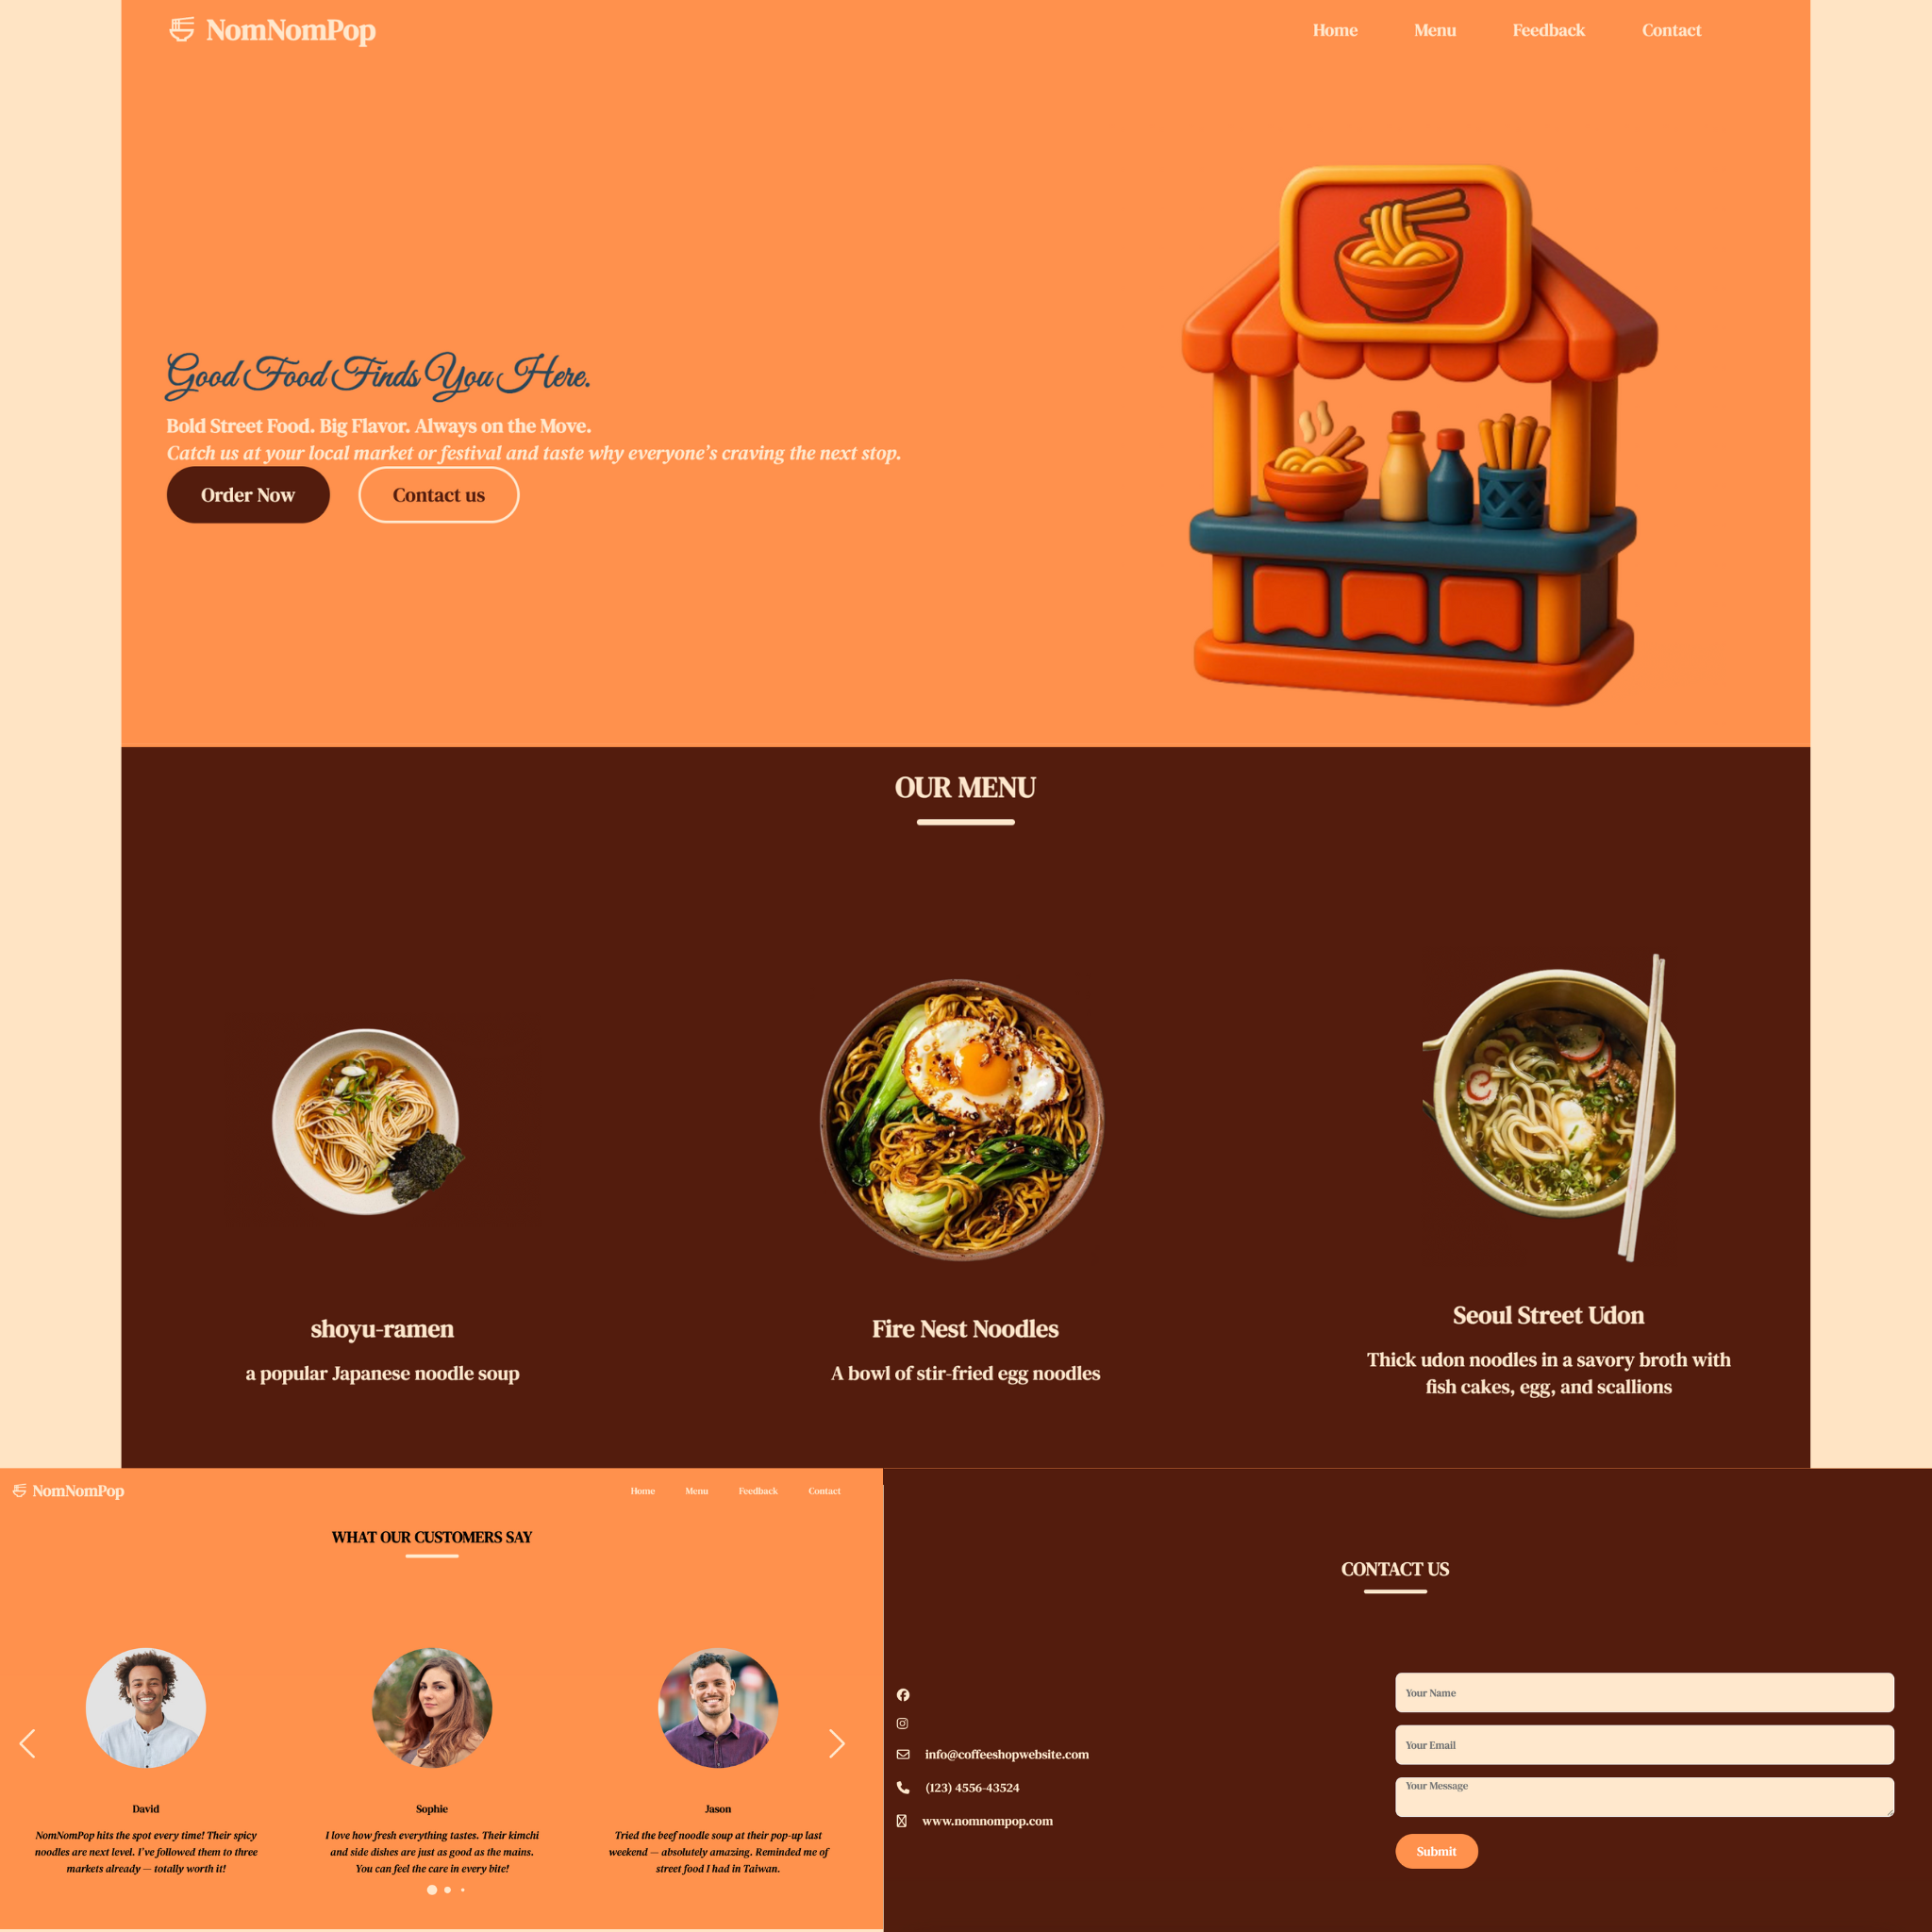 NomNomPop
Home Menu Feedback Contact
Good Food Finds You Here.
Bold Street Food. Big Flavor. Always on the Move.
Catch us at your local market or festival and taste why everyone's craving the next stop.
Order Now Contact us
OUR MENU
shoyu-ramen
a popular Japanese noodle soup
Fire Nest Noodles
A bowl of stir-fried egg noodles
Seoul Street Udon
Thick udon noodles in a savory broth with
fish cakes, egg, and scallions
NomNomPop
Home Menu Feedback Contact
WHAT OUR CUSTOMERS SAY
David
NomNomPop hits the spot every time! Their spicy
noodles are next level. I've followed them to three
markets already — totally worth it!
Sophie
I love how fresh everything tastes. Their kimchi
and side dishes are just as good as the mains.
You can feel the care in every bite!
Jason
Tried the beef noodle soup at their pop-up last
weekend — absolutely amazing. Reminded me of
street food I had in Taiwan.
CONTACT US
info@coffeeshopwebsite.com
(123) 4556-43524
www.nomnompop.com
Your Name
Your Email
Your Message
Submit